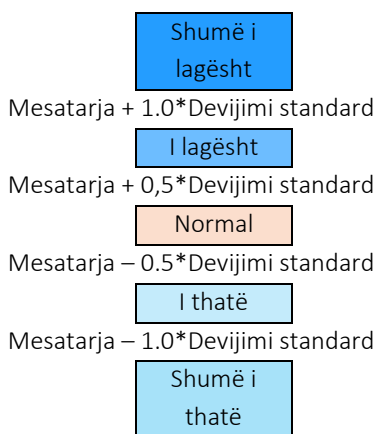 Shumë i
lagësht
Mesatarja + 1.0*Devijimi standard
I lagësht
Mesatarja + 0,5*Devijimi standard
Normal
Mesatarja – 0.5*Devijimi standard
I thatë
Mesatarja – 1.0*Devijimi standard
Shumë i
thatë